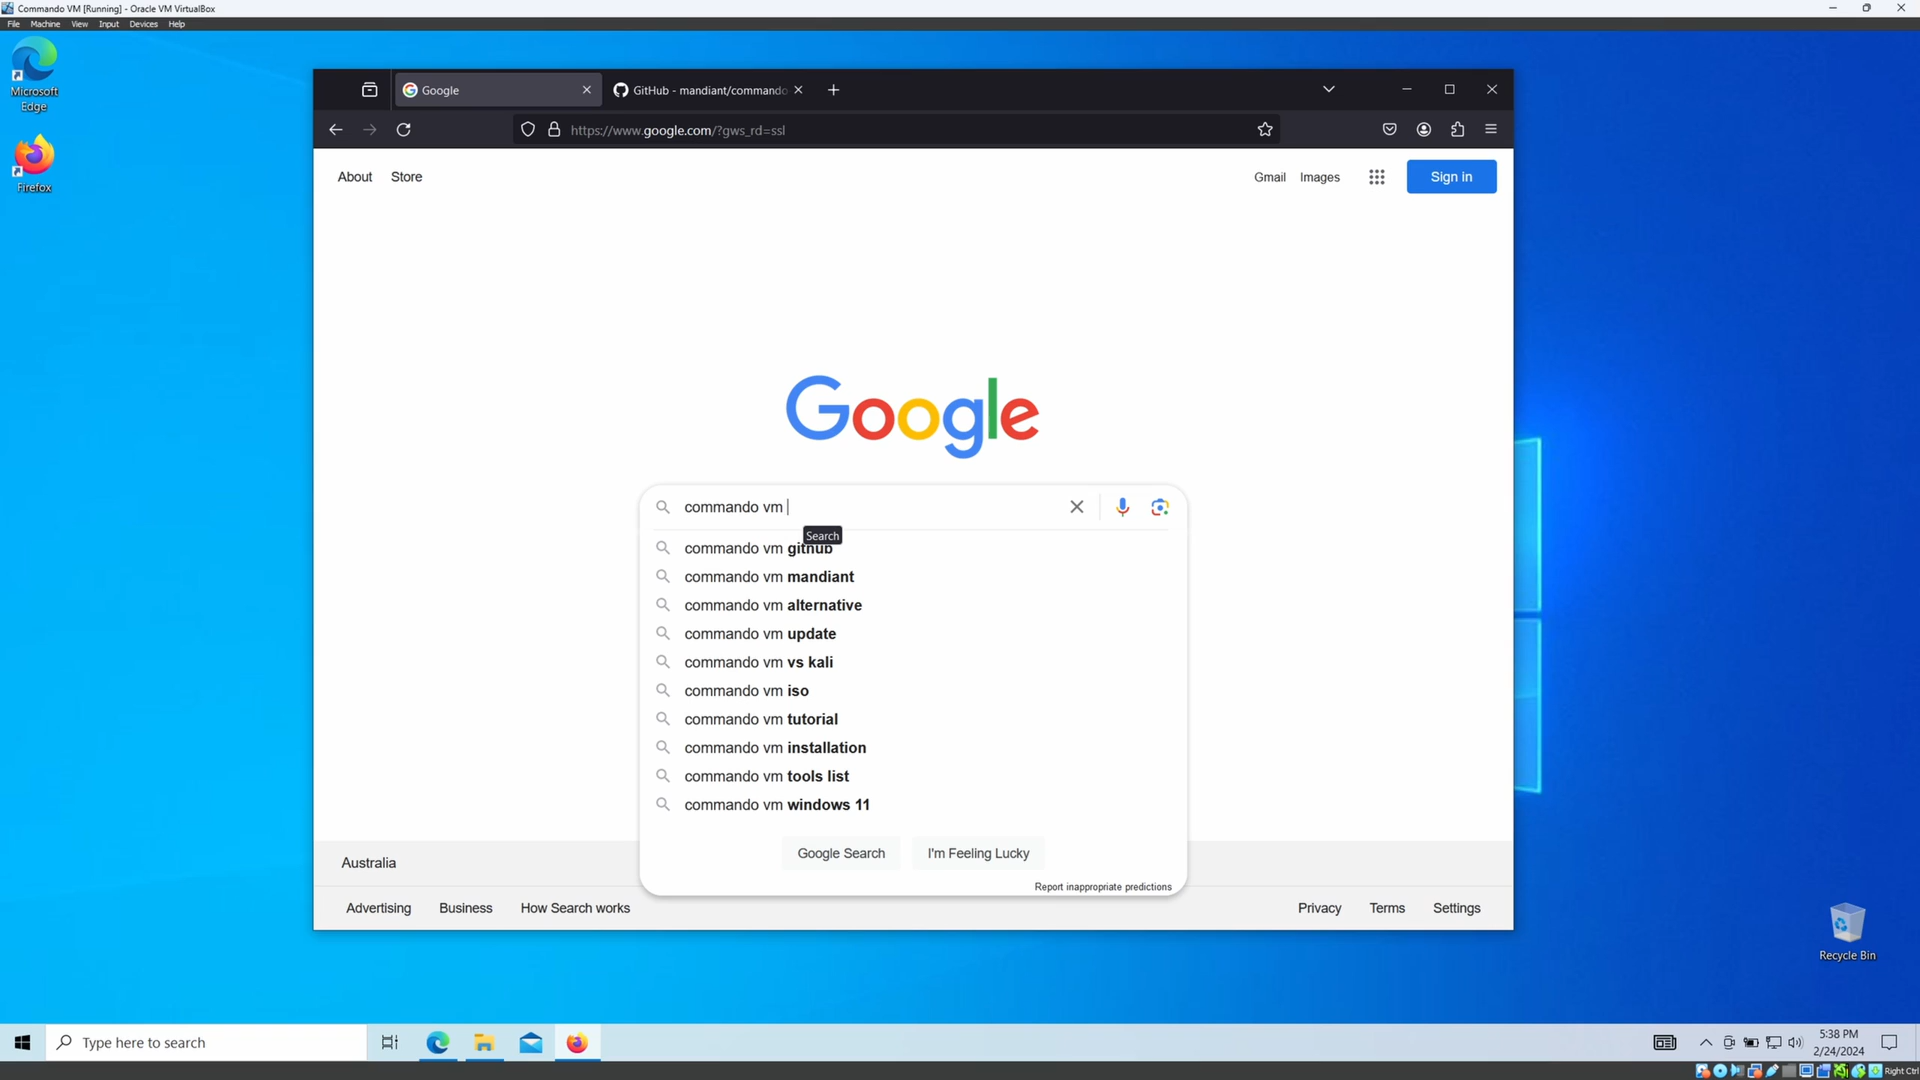 Commando VM [Running] - Oracle VM VirtualBox
File Machine View Input Devices Help
Microsoft Edge
Firefox
Google
GitHub - mandiant/commando
https://www.google.com/?gws_rd=ssl
About Store
Gmail Images
Sign in
Google
commando vm
Search
commando vm github
commando vm mandiant
commando vm alternative
commando vm update
commando vm vs kali
commando vm iso
commando vm tutorial
commando vm installation
commando vm tools list
commando vm windows 11
Google Search I'm Feeling Lucky
Report inappropriate predictions
Australia
Advertising Business How Search works
Privacy Terms Settings
Recycle Bin
Type here to search
5:38 PM
2/24/2024
Right Ctrl